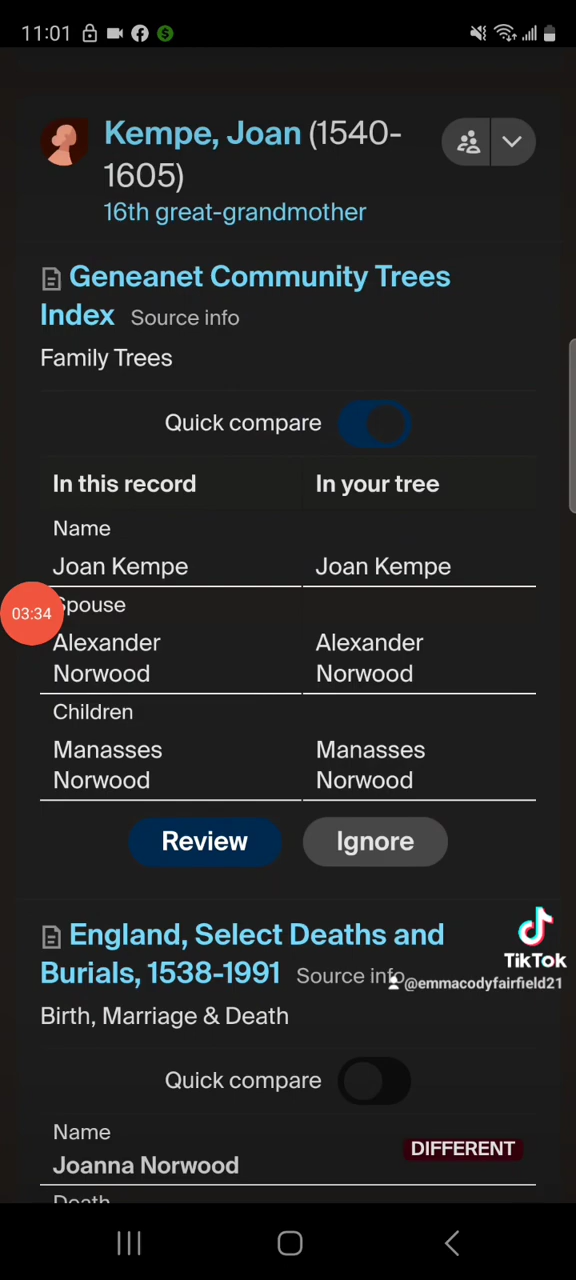 11:01
Kempe, Joan (1540-
1605)
16th great-grandmother
Geneanet Community Trees
Index Source info
Family Trees
Quick compare
In this record In your tree
Name
Joan Kempe Joan Kempe
03:34
Spouse
Alexander Alexander
Norwood Norwood
Children
Manasses Manasses
Norwood Norwood
Review Ignore
England, Select Deaths and
Burials, 1538-1991 Source info
TikTok
@emmacodyfairfield21
Birth, Marriage & Death
Quick compare
Name
DIFFERENT
Joanna Norwood
Death